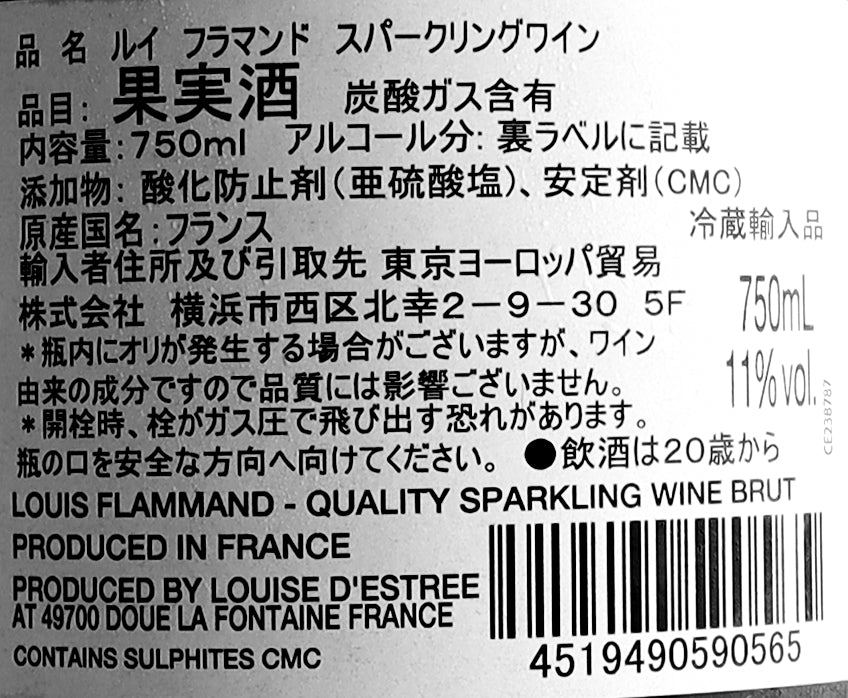 品 名 ルイ フラマンド スパークリングワイン
品目: 果実酒 炭酸ガス含有
内容量:750ml アルコール分: 裏ラベルに記載
添加物: 酸化防止剤(亜硫酸塩)、安定剤(CMC)
原産国名:フランス
冷蔵輸入品
輸入者住所及び引取先 東京ヨーロッパ貿易
株式会社 横浜市西区北幸2-9-30 5F
750mL
*瓶内にオリが発生する場合がございますが、ワイン
由来の成分ですので品質には影響ございません。
11%vol.
*開栓時、栓がガス圧で飛び出す恐れがあります。
瓶の口を安全な方向へ向けてください。 ●飲酒は20歳から
CE238787
LOUIS FLAMMAND - QUALITY SPARKLING WINE BRUT
PRODUCED IN FRANCE
PRODUCED BY LOUISE D'ESTREE
AT 49700 DOUE LA FONTAINE FRANCE
CONTAINS SULPHITES CMC
4519490590565